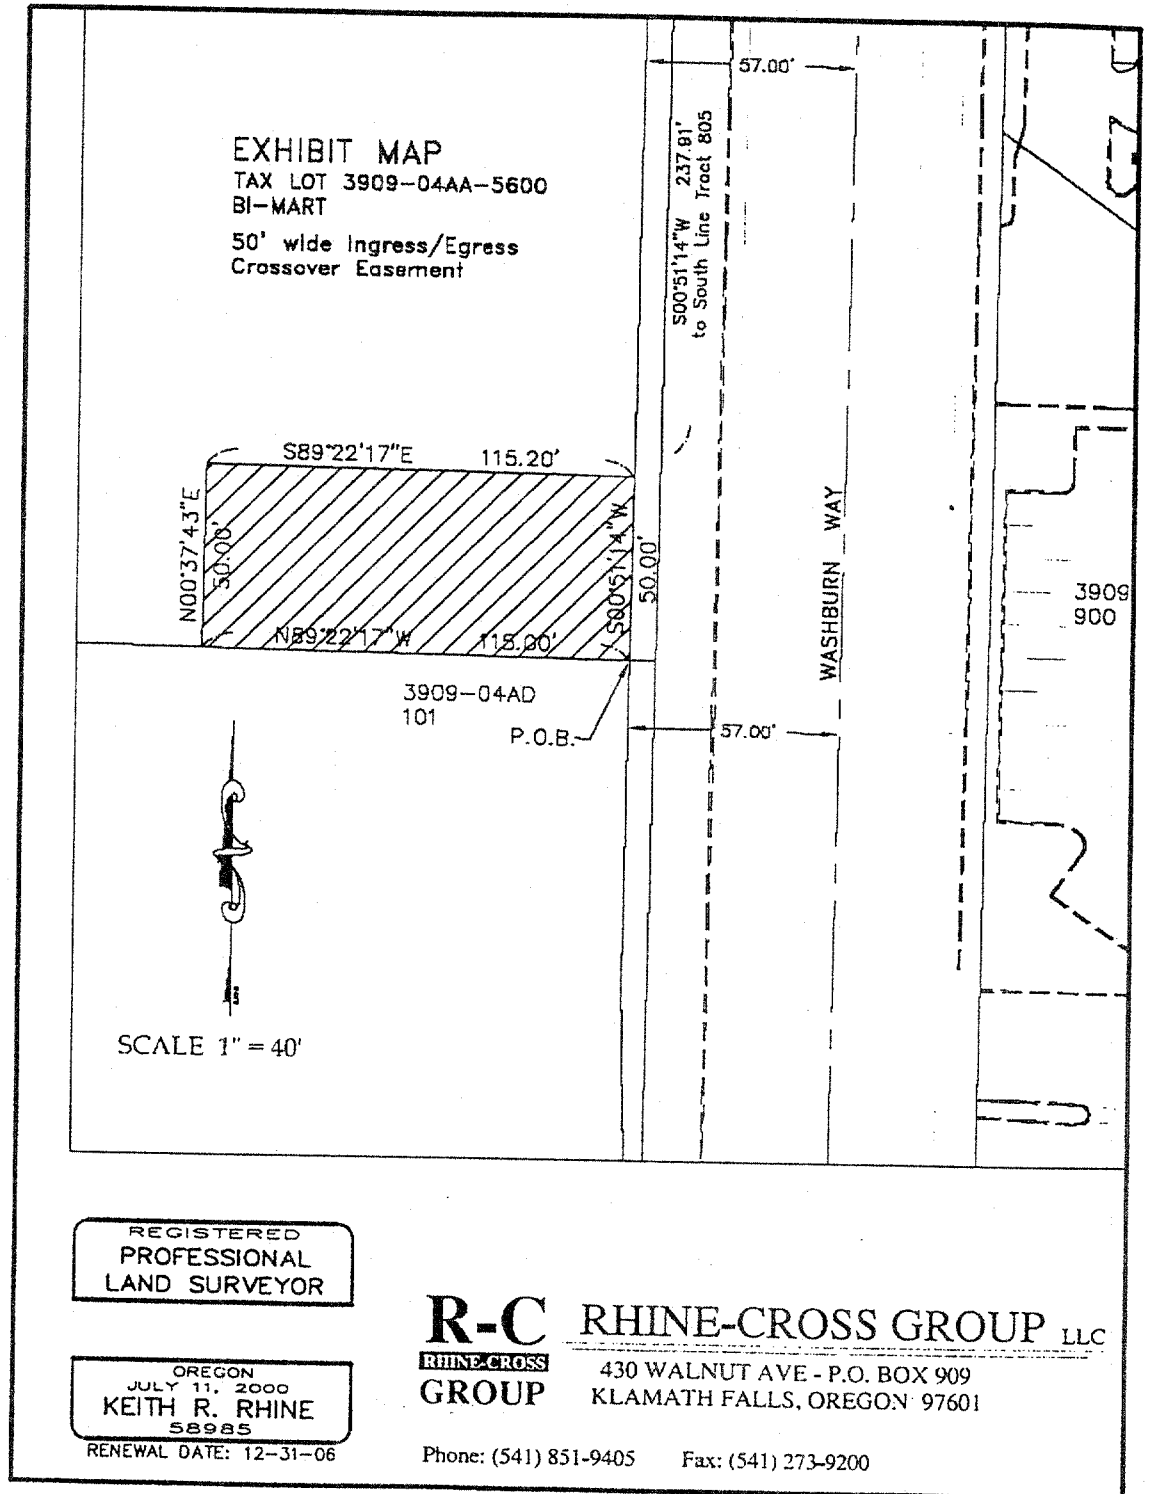 57.00'
EXHIBIT MAP
TAX LOT 3909-04AA-5600
BI-MART
50' wide Ingress/Egress
Crossover Easement
S00°51'14"W 237.91'
to South Line Tract 805
S89°22'17"E 115.20'
N00°37'43"E
50.00'
S00°51'14"W
50.00'
N89°22'17"W 115.00'
WASHBURN WAY
3909
900
3909-04AD
101
P.O.B.
57.00'
SCALE 1" = 40'
REGISTERED
PROFESSIONAL
LAND SURVEYOR
OREGON
JULY 11, 2000
KEITH R. RHINE
58985
RENEWAL DATE: 12-31-06
R-C
RHINE-CROSS
GROUP
RHINE-CROSS GROUP LLC
430 WALNUT AVE - P.O. BOX 909
KLAMATH FALLS, OREGON 97601
Phone: (541) 851-9405 Fax: (541) 273-9200